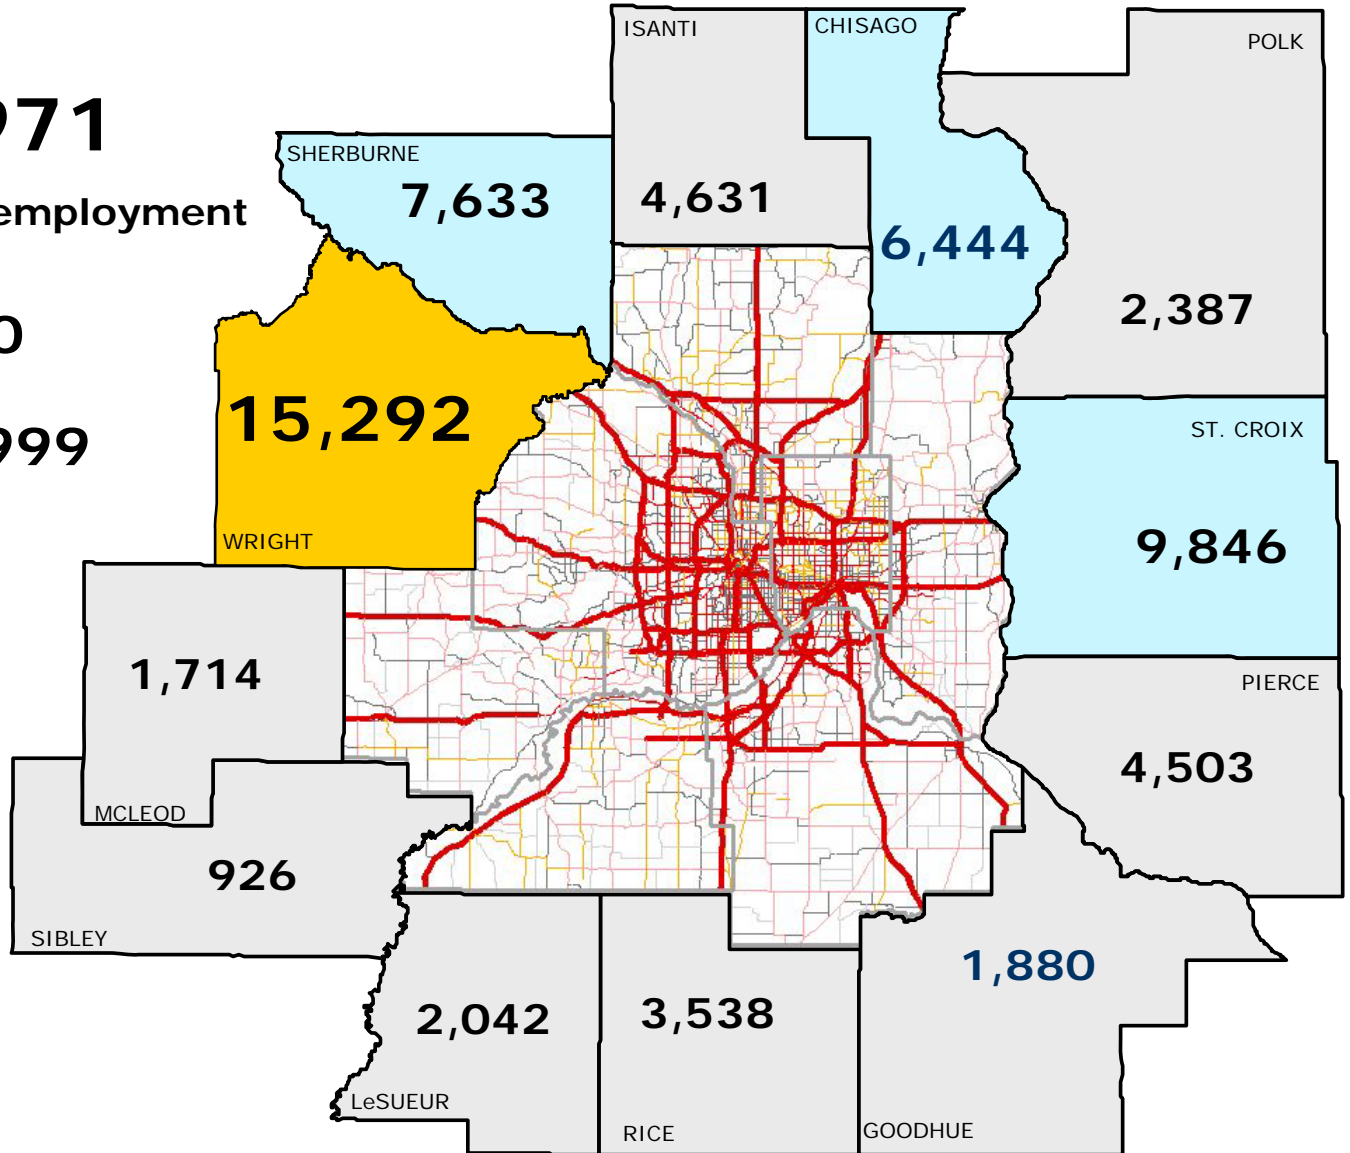 ISANTI
CHISAGO
POLK
971
SHERBURNE
7,633
4,631
employment
6,444
2,387
0
15,292
999
ST. CROIX
WRIGHT
9,846
1,714
PIERCE
4,503
MCLEOD
926
SIBLEY
1,880
2,042
3,538
LeSUEUR
RICE
GOODHUE